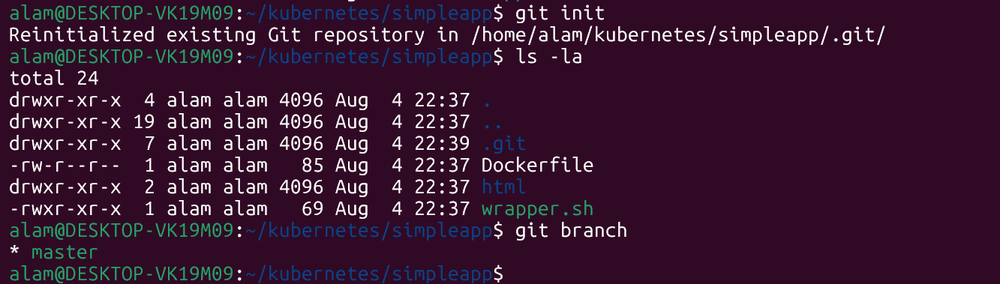 alam@DESKTOP-VK19M09:~/kubernetes/simpleapp$ git init
Reinitialized existing Git repository in /home/alam/kubernetes/simpleapp/.git/
alam@DESKTOP-VK19M09:~/kubernetes/simpleapp$ ls -la
total 24
drwxr-xr-x  4 alam alam 4096 Aug  4 22:37 .
drwxr-xr-x 19 alam alam 4096 Aug  4 22:37 ..
drwxr-xr-x  7 alam alam 4096 Aug  4 22:39 .git
-rw-r--r--  1 alam alam   85 Aug  4 22:37 Dockerfile
drwxr-xr-x  2 alam alam 4096 Aug  4 22:37 html
-rwxr-xr-x  1 alam alam   69 Aug  4 22:37 wrapper.sh
alam@DESKTOP-VK19M09:~/kubernetes/simpleapp$ git branch
* master
alam@DESKTOP-VK19M09:~/kubernetes/simpleapp$